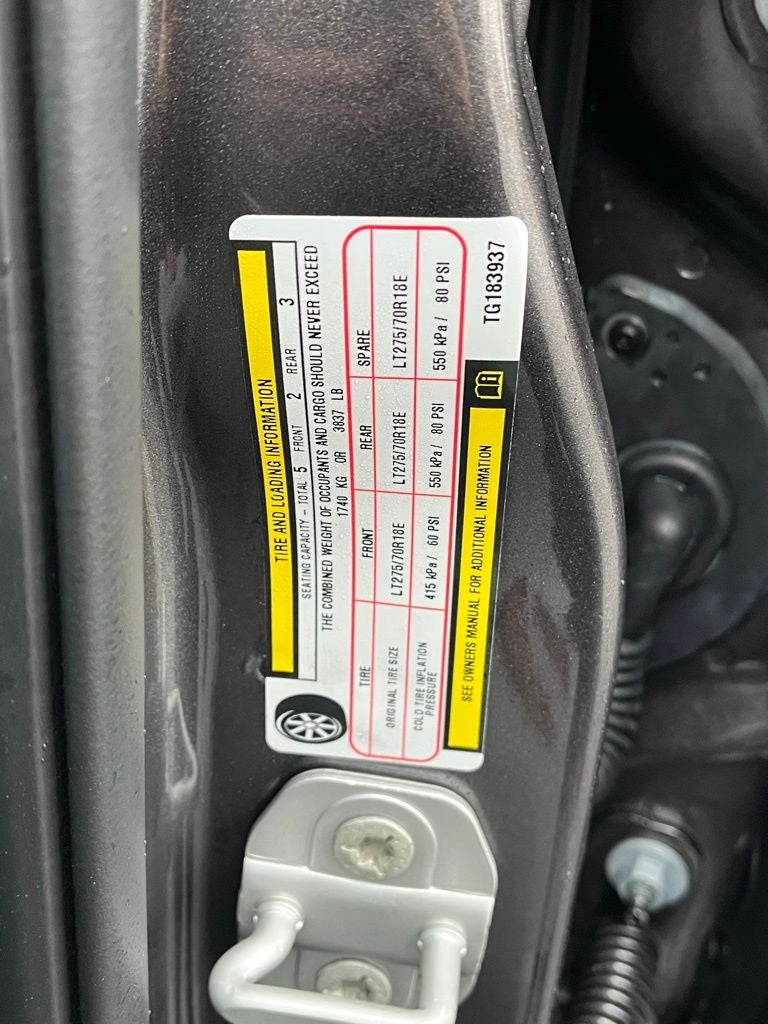 TIRE AND LOADING INFORMATION
SEATING CAPACITY – TOTAL 5 FRONT 2 REAR 3
THE COMBINED WEIGHT OF OCCUPANTS AND CARGO SHOULD NEVER EXCEED
1740 KG OR 3837 LB
TIRE FRONT REAR SPARE
ORIGINAL TIRE SIZE LT275/70R18E LT275/70R18E LT275/70R18E
COLD TIRE INFLATION PRESSURE 415 kPa / 60 PSI 550 kPa / 80 PSI 550 kPa / 80 PSI
SEE OWNERS MANUAL FOR ADDITIONAL INFORMATION
TG183937